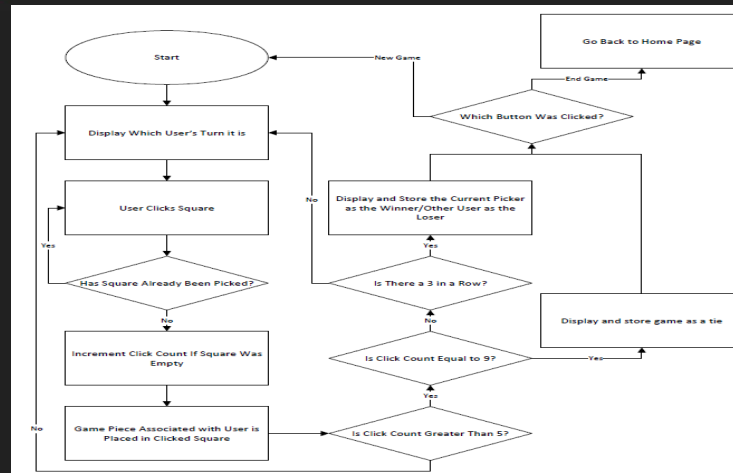 Start
New Game
Go Back to Home Page
End Game
Which Button Was Clicked?
Display Which User's Turn it is
User Clicks Square
Yes
Has Square Already Been Picked?
No
Increment Click Count If Square Was
Empty
No
Game Piece Associated with User is
Placed in Clicked Square
Is Click Count Greater Than 5?
Yes
Is Click Count Equal to 9?
Yes
No
Is There a 3 in a Row?
No
Yes
Display and Store the Current Picker
as the Winner/Other User as the
Loser
Display and store game as a tie